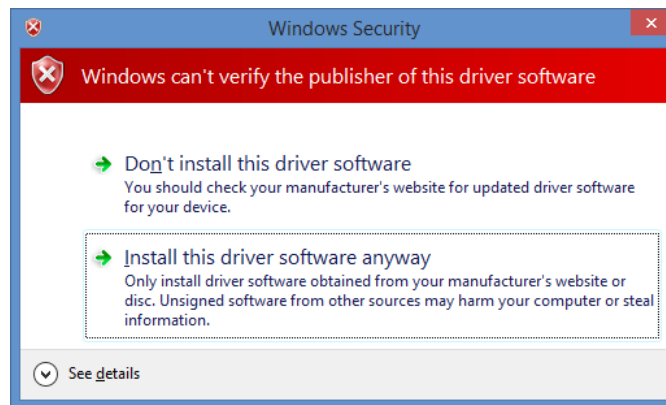 Windows Security
Windows can't verify the publisher of this driver software
Don't install this driver software
You should check your manufacturer's website for updated driver software
for your device.
Install this driver software anyway
Only install driver software obtained from your manufacturer's website or
disc. Unsigned software from other sources may harm your computer or steal
information.
See details